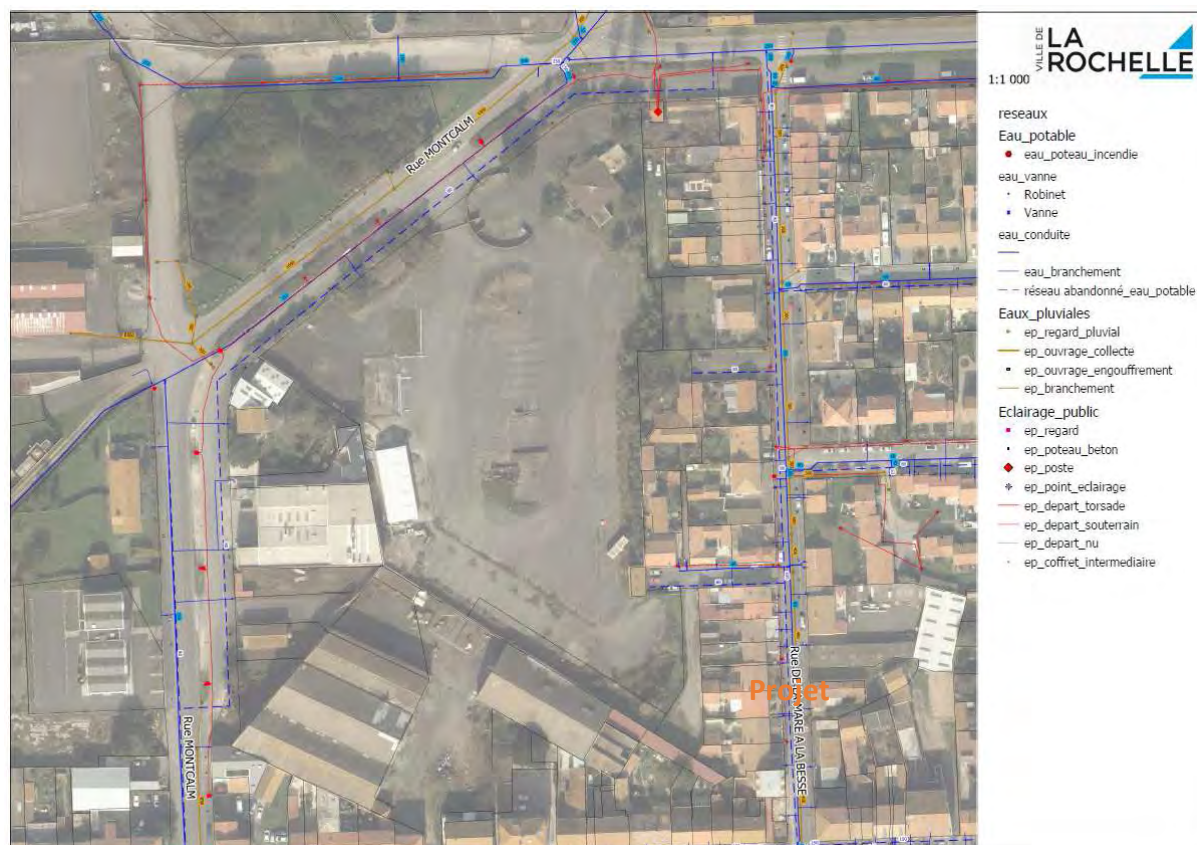 VILLE DE
LA
ROCHELLE
1:1 000
reseaux
Eau_potable
eau_poteau_incendie
eau_vanne
Robinet
Vanne
eau_conduite
eau_branchement
réseau abandonné_eau_potable
Eaux_pluviales
ep_regard_pluvial
ep_ouvrage_collecte
ep_ouvrage_engouffrement
ep_branchement
Eclairage_public
ep_regard
ep_poteau_beton
ep_poste
ep_point_eclairage
ep_depart_torsade
ep_depart_souterrain
ep_depart_nu
ep_coffret_intermediaire
Rue MONTCALM
Rue MONTCALM
Rue DE LA MARE A LA BESSE
Projet